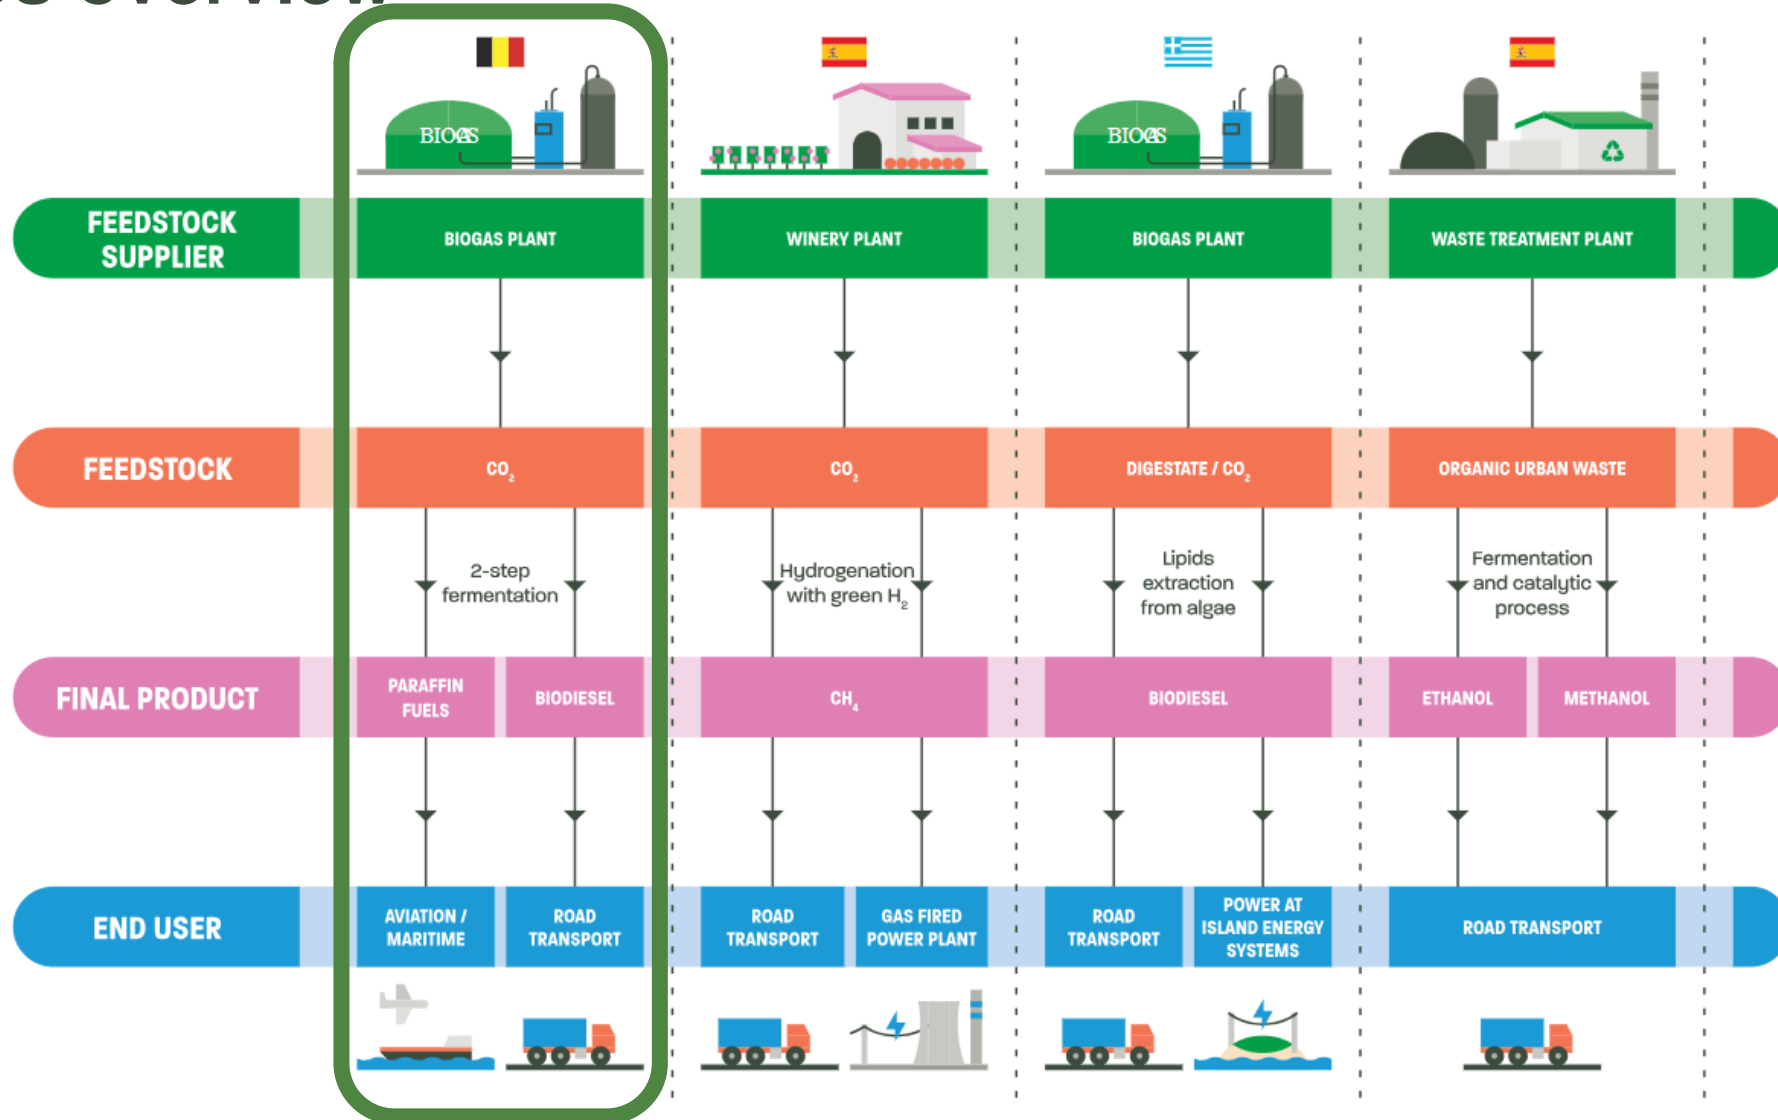 overview
BIOGAS
BIOGAS
FEEDSTOCK
SUPPLIER
BIOGAS PLANT
WINERY PLANT
BIOGAS PLANT
WASTE TREATMENT PLANT
FEEDSTOCK
CO₂
CO₂
DIGESTATE / CO₂
ORGANIC URBAN WASTE
2-step
fermentation
Hydrogenation
with green H₂
Lipids
extraction
from algae
Fermentation
and catalytic
process
FINAL PRODUCT
PARAFFIN
FUELS
BIODIESEL
CH₄
BIODIESEL
ETHANOL
METHANOL
END USER
AVIATION /
MARITIME
ROAD
TRANSPORT
ROAD
TRANSPORT
GAS FIRED
POWER PLANT
ROAD
TRANSPORT
POWER AT
ISLAND ENERGY
SYSTEMS
ROAD TRANSPORT